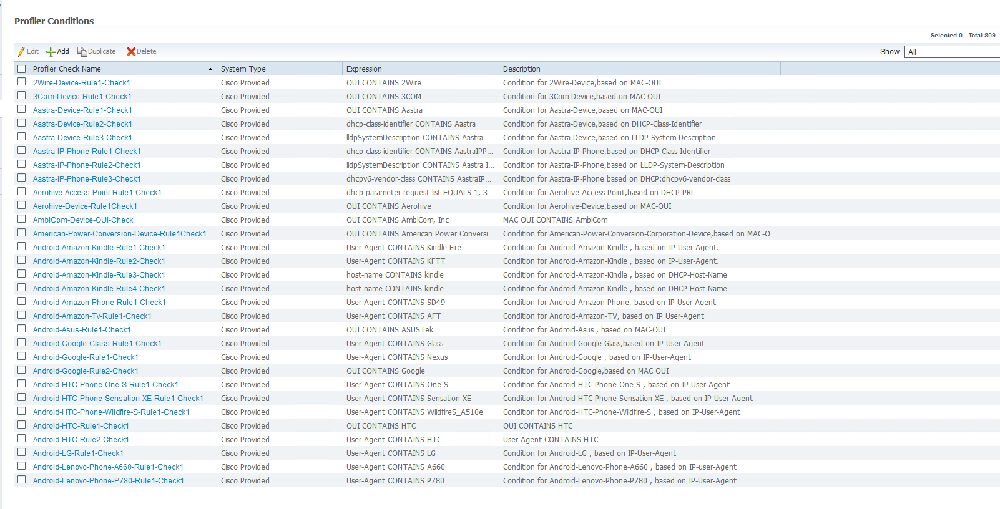 Profiler Conditions
Selected 0 | Total 809
Edit Add Duplicate Delete Show All
Profiler Check Name System Type Expression Description
2Wire-Device-Rule1-Check1 Cisco Provided OUI CONTAINS 2Wire Condition for 2Wire-Device,based on MAC-OUI
3Com-Device-Rule1-Check1 Cisco Provided OUI CONTAINS 3COM Condition for 3Com-Device,based on MAC-OUI
Aastra-Device-Rule1-Check1 Cisco Provided OUI CONTAINS Aastra Condition for Aastra-Device,based on MAC-OUI
Aastra-Device-Rule2-Check1 Cisco Provided dhcp-class-identifier CONTAINS Aastra Condition for Aastra-Device,based on DHCP-Class-Identifier
Aastra-Device-Rule3-Check1 Cisco Provided lldpSystemDescription CONTAINS Aastra Condition for Aastra-Device,based on LLDP-System-Description
Aastra-IP-Phone-Rule1-Check1 Cisco Provided dhcp-class-identifier CONTAINS AastraIPP... Condition for Aastra-IP-Phone,based on DHCP-Class-Identifier
Aastra-IP-Phone-Rule2-Check1 Cisco Provided lldpSystemDescription CONTAINS Aastra I... Condition for Aastra-IP-Phone,based on LLDP-System-Description
Aastra-IP-Phone-Rule3-Check1 Cisco Provided dhcpv6-vendor-class CONTAINS AastraIP... Condition for Aastra-IP-Phone based on DHCP:dhcpv6-vendor-class
Aerohive-Access-Point-Rule1-Check1 Cisco Provided dhcp-parameter-request-list EQUALS 1, 3... Condition for Aerohive-Access-Point,based on DHCP-PRL
Aerohive-Device-Rule1Check1 Cisco Provided OUI CONTAINS Aerohive Condition for Aerohive-Device,based on MAC-OUI
AmbiCom-Device-OUI-Check Cisco Provided OUI CONTAINS AmbiCom, Inc MAC OUI CONTAINS AmbiCom
American-Power-Conversion-Device-Rule1Check1 Cisco Provided OUI CONTAINS American Power Conversi... Condition for American-Power-Conversion-Corporation-Device,based on MAC-O...
Android-Amazon-Kindle-Rule1-Check1 Cisco Provided User-Agent CONTAINS Kindle Fire Condition for Android-Amazon-Kindle , based on IP-User-Agent.
Android-Amazon-Kindle-Rule2-Check1 Cisco Provided User-Agent CONTAINS KFTT Condition for Android-Amazon-Kindle , based on IP-User-Agent.
Android-Amazon-Kindle-Rule3-Check1 Cisco Provided host-name CONTAINS kindle Condition for Android-Amazon-Kindle , based on DHCP-Host-Name
Android-Amazon-Kindle-Rule4-Check1 Cisco Provided host-name CONTAINS kindle- Condition for Android-Amazon-Kindle , based on DHCP-Host-Name
Android-Amazon-Phone-Rule1-Check1 Cisco Provided User-Agent CONTAINS SD49 Condition for Android-Amazon-Phone, based on IP User-Agent
Android-Amazon-TV-Rule1-Check1 Cisco Provided User-Agent CONTAINS AFT Condition for Android-Amazon-TV, based on IP User-Agent
Android-Asus-Rule1-Check1 Cisco Provided OUI CONTAINS ASUSTek Condition for Android-Asus , based on MAC-OUI
Android-Google-Glass-Rule1-Check1 Cisco Provided User-Agent CONTAINS Glass Condition for Android-Google-Glass,based on IP-User-Agent
Android-Google-Rule1-Check1 Cisco Provided User-Agent CONTAINS Nexus Condition for Android-Google , based on IP-User-Agent
Android-Google-Rule2-Check1 Cisco Provided OUI CONTAINS Google Condition for Android-Google,based on MAC OUI
Android-HTC-Phone-One-S-Rule1-Check1 Cisco Provided User-Agent CONTAINS One S Condition for Android-HTC-Phone-One-S , based on IP-User-Agent
Android-HTC-Phone-Sensation-XE-Rule1-Check1 Cisco Provided User-Agent CONTAINS Sensation XE Condition for Android-HTC-Phone-Sensation-XE , based on IP-User-Agent
Android-HTC-Phone-Wildfire-S-Rule1-Check1 Cisco Provided User-Agent CONTAINS WildfireS_A510e Condition for Android-HTC-Phone-Wildfire-S , based on IP-User-Agent
Android-HTC-Rule1-Check1 Cisco Provided OUI CONTAINS HTC OUI CONTAINS HTC
Android-HTC-Rule2-Check1 Cisco Provided User-Agent CONTAINS HTC User-Agent CONTAINS HTC
Android-LG-Rule1-Check1 Cisco Provided User-Agent CONTAINS LG Condition for Android-LG , based on IP-User-Agent
Android-Lenovo-Phone-A660-Rule1-Check1 Cisco Provided User-Agent CONTAINS A660 Condition for Android-Lenovo-Phone-A660 , based on IP-user-Agent
Android-Lenovo-Phone-P780-Rule1-Check1 Cisco Provided User-Agent CONTAINS P780 Condition for Android-Lenovo-Phone-P780 , based on IP-User-Agent